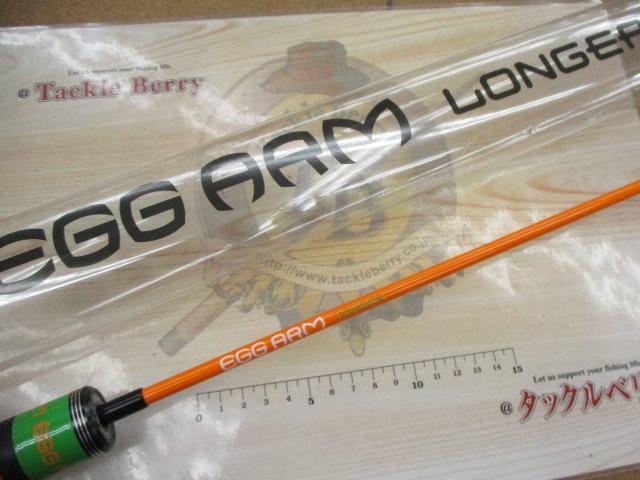 Let us support your fishing life.
@ Tackle Berry
EGG ARM LONGER
http://www.tackleberry.co.jp
B
EGG ARM
0 1 2 3 4 5 6 7 8 9 10 11 12 13 14 15
Let us support your fishing life.
@ タックルベリ
EGG